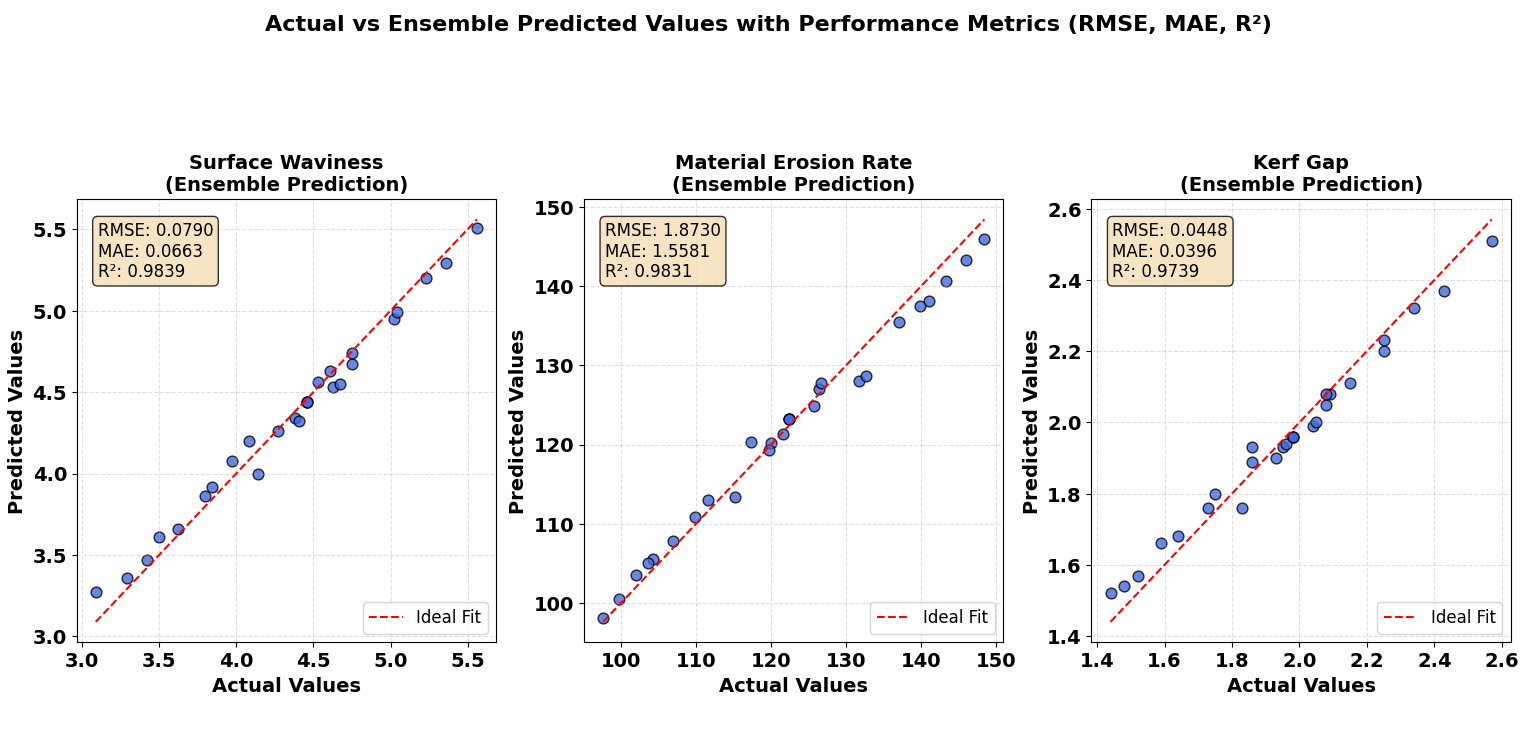 Actual vs Ensemble Predicted Values with Performance Metrics (RMSE, MAE, R²)
Surface Waviness
(Ensemble Prediction)
RMSE: 0.0790
MAE: 0.0663
R²: 0.9839
5.5
5.0
4.5
4.0
3.5
3.0
Predicted Values
3.0 3.5 4.0 4.5 5.0 5.5
Actual Values
Ideal Fit
Material Erosion Rate
(Ensemble Prediction)
RMSE: 1.8730
MAE: 1.5581
R²: 0.9831
150
140
130
120
110
100
Predicted Values
100 110 120 130 140 150
Actual Values
Ideal Fit
Kerf Gap
(Ensemble Prediction)
RMSE: 0.0448
MAE: 0.0396
R²: 0.9739
2.6
2.4
2.2
2.0
1.8
1.6
1.4
Predicted Values
1.4 1.6 1.8 2.0 2.2 2.4 2.6
Actual Values
Ideal Fit